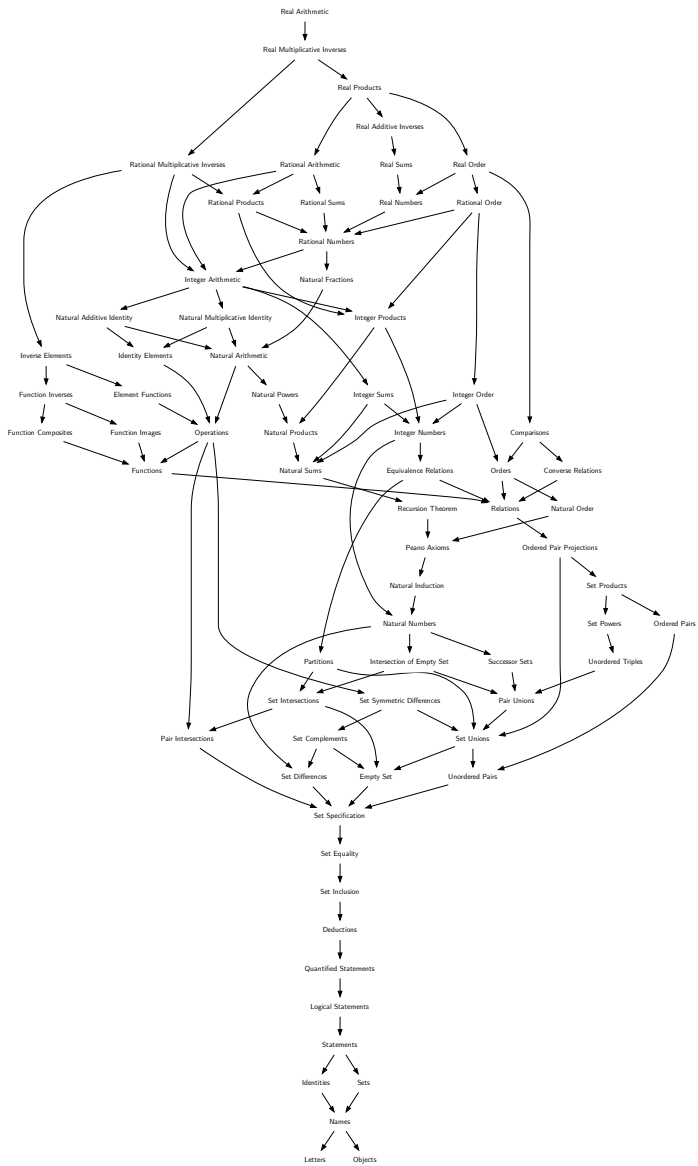 Real Arithmetic
Real Multiplicative Inverses
Real Products
Real Additive Inverses
Rational Multiplicative Inverses
Rational Arithmetic
Real Sums
Real Order
Rational Products
Rational Sums
Real Numbers
Rational Order
Rational Numbers
Integer Arithmetic
Natural Fractions
Natural Additive Identity
Natural Multiplicative Identity
Integer Products
Inverse Elements
Identity Elements
Natural Arithmetic
Function Inverses
Element Functions
Natural Powers
Integer Sums
Integer Order
Function Composites
Function Images
Operations
Natural Products
Integer Numbers
Comparisons
Functions
Natural Sums
Equivalence Relations
Orders
Converse Relations
Recursion Theorem
Relations
Natural Order
Peano Axioms
Ordered Pair Projections
Natural Induction
Set Products
Natural Numbers
Set Powers
Ordered Pairs
Partitions
Intersection of Empty Set
Successor Sets
Unordered Triples
Set Intersections
Set Symmetric Differences
Pair Unions
Pair Intersections
Set Complements
Set Unions
Set Differences
Empty Set
Unordered Pairs
Set Specification
Set Equality
Set Inclusion
Deductions
Quantified Statements
Logical Statements
Statements
Identities
Sets
Names
Letters
Objects